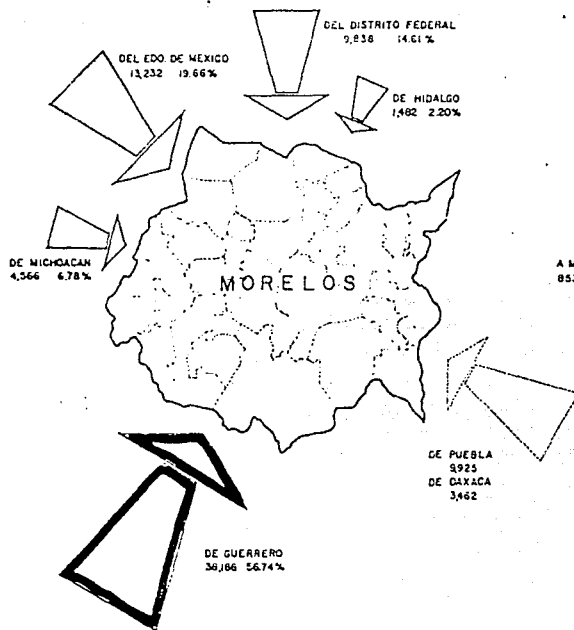 DEL DISTRITO FEDERAL
9,838 14.61 %
DEL EDO. DE MEXICO
13,232 19.66%
DE HIDALGO
1,482 2.20%
DE MICHOACAN
4,566 6.78%
MORELOS
A M
853
DE PUEBLA
9,925
DE OAXACA
3,462
DE GUERRERO
38,186 56.74%